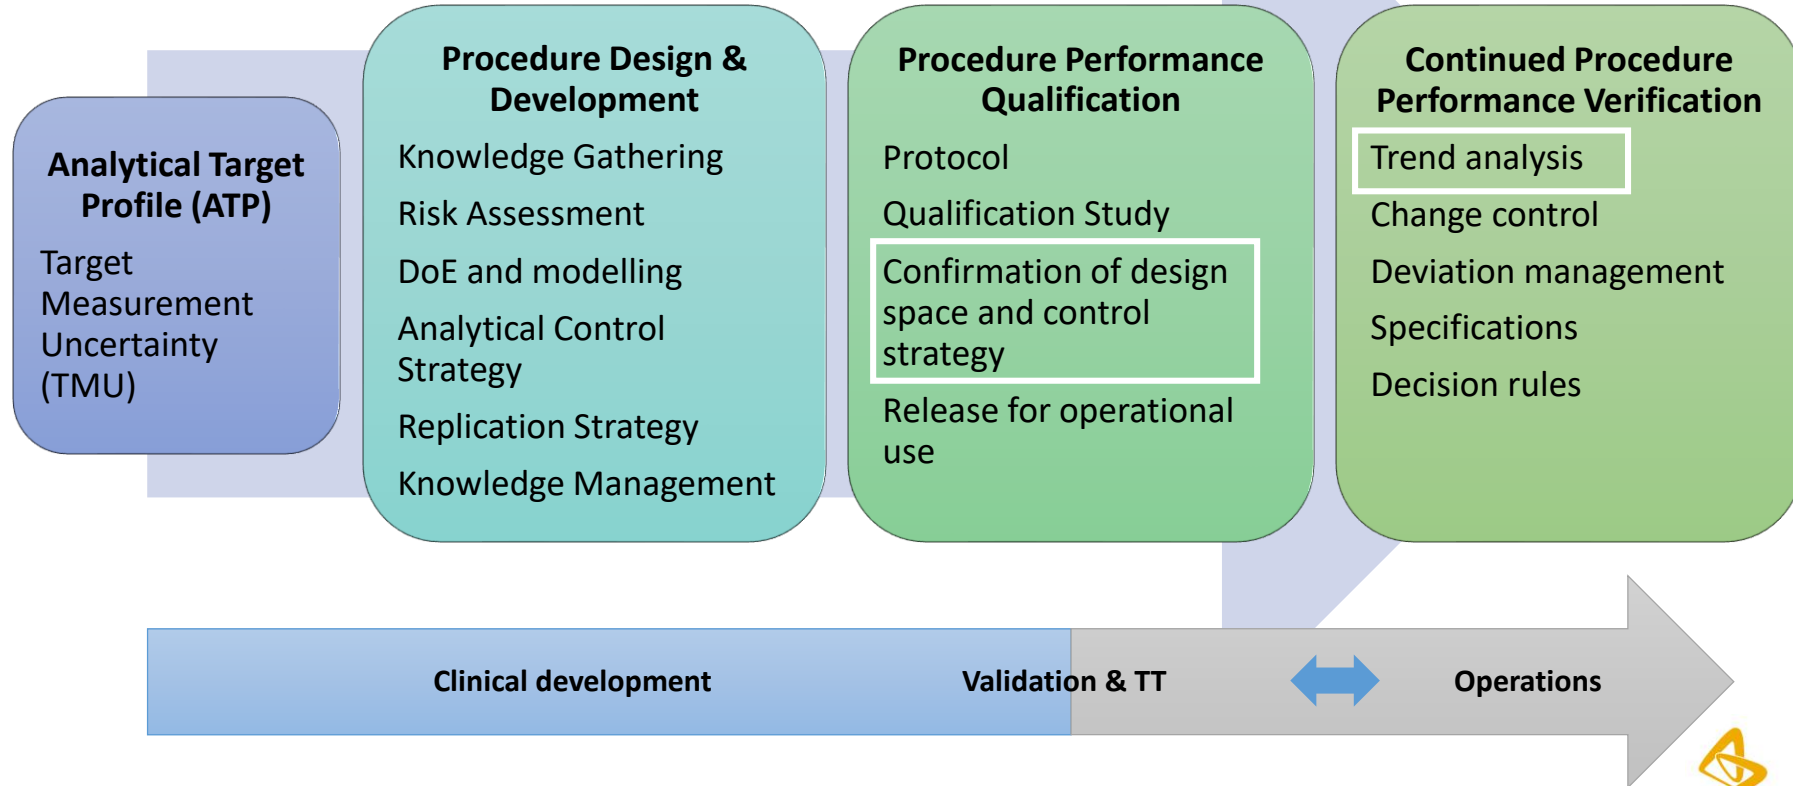 Analytical Target
Profile (ATP)
Target
Measurement
Uncertainty
(TMU)
Procedure Design &
Development
Knowledge Gathering
Risk Assessment
DoE and modelling
Analytical Control
Strategy
Replication Strategy
Knowledge Management
Procedure Performance
Qualification
Protocol
Qualification Study
Confirmation of design
space and control
strategy
Release for operational
use
Continued Procedure
Performance Verification
Trend analysis
Change control
Deviation management
Specifications
Decision rules
Clinical development
Validation & TT
Operations